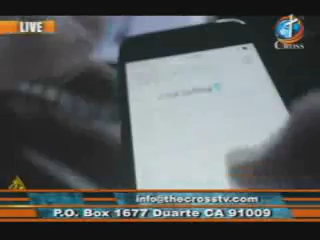 LIVE
CROSS
info@thecrosstv.com
P.O. Box 1677 Duarte CA 91009